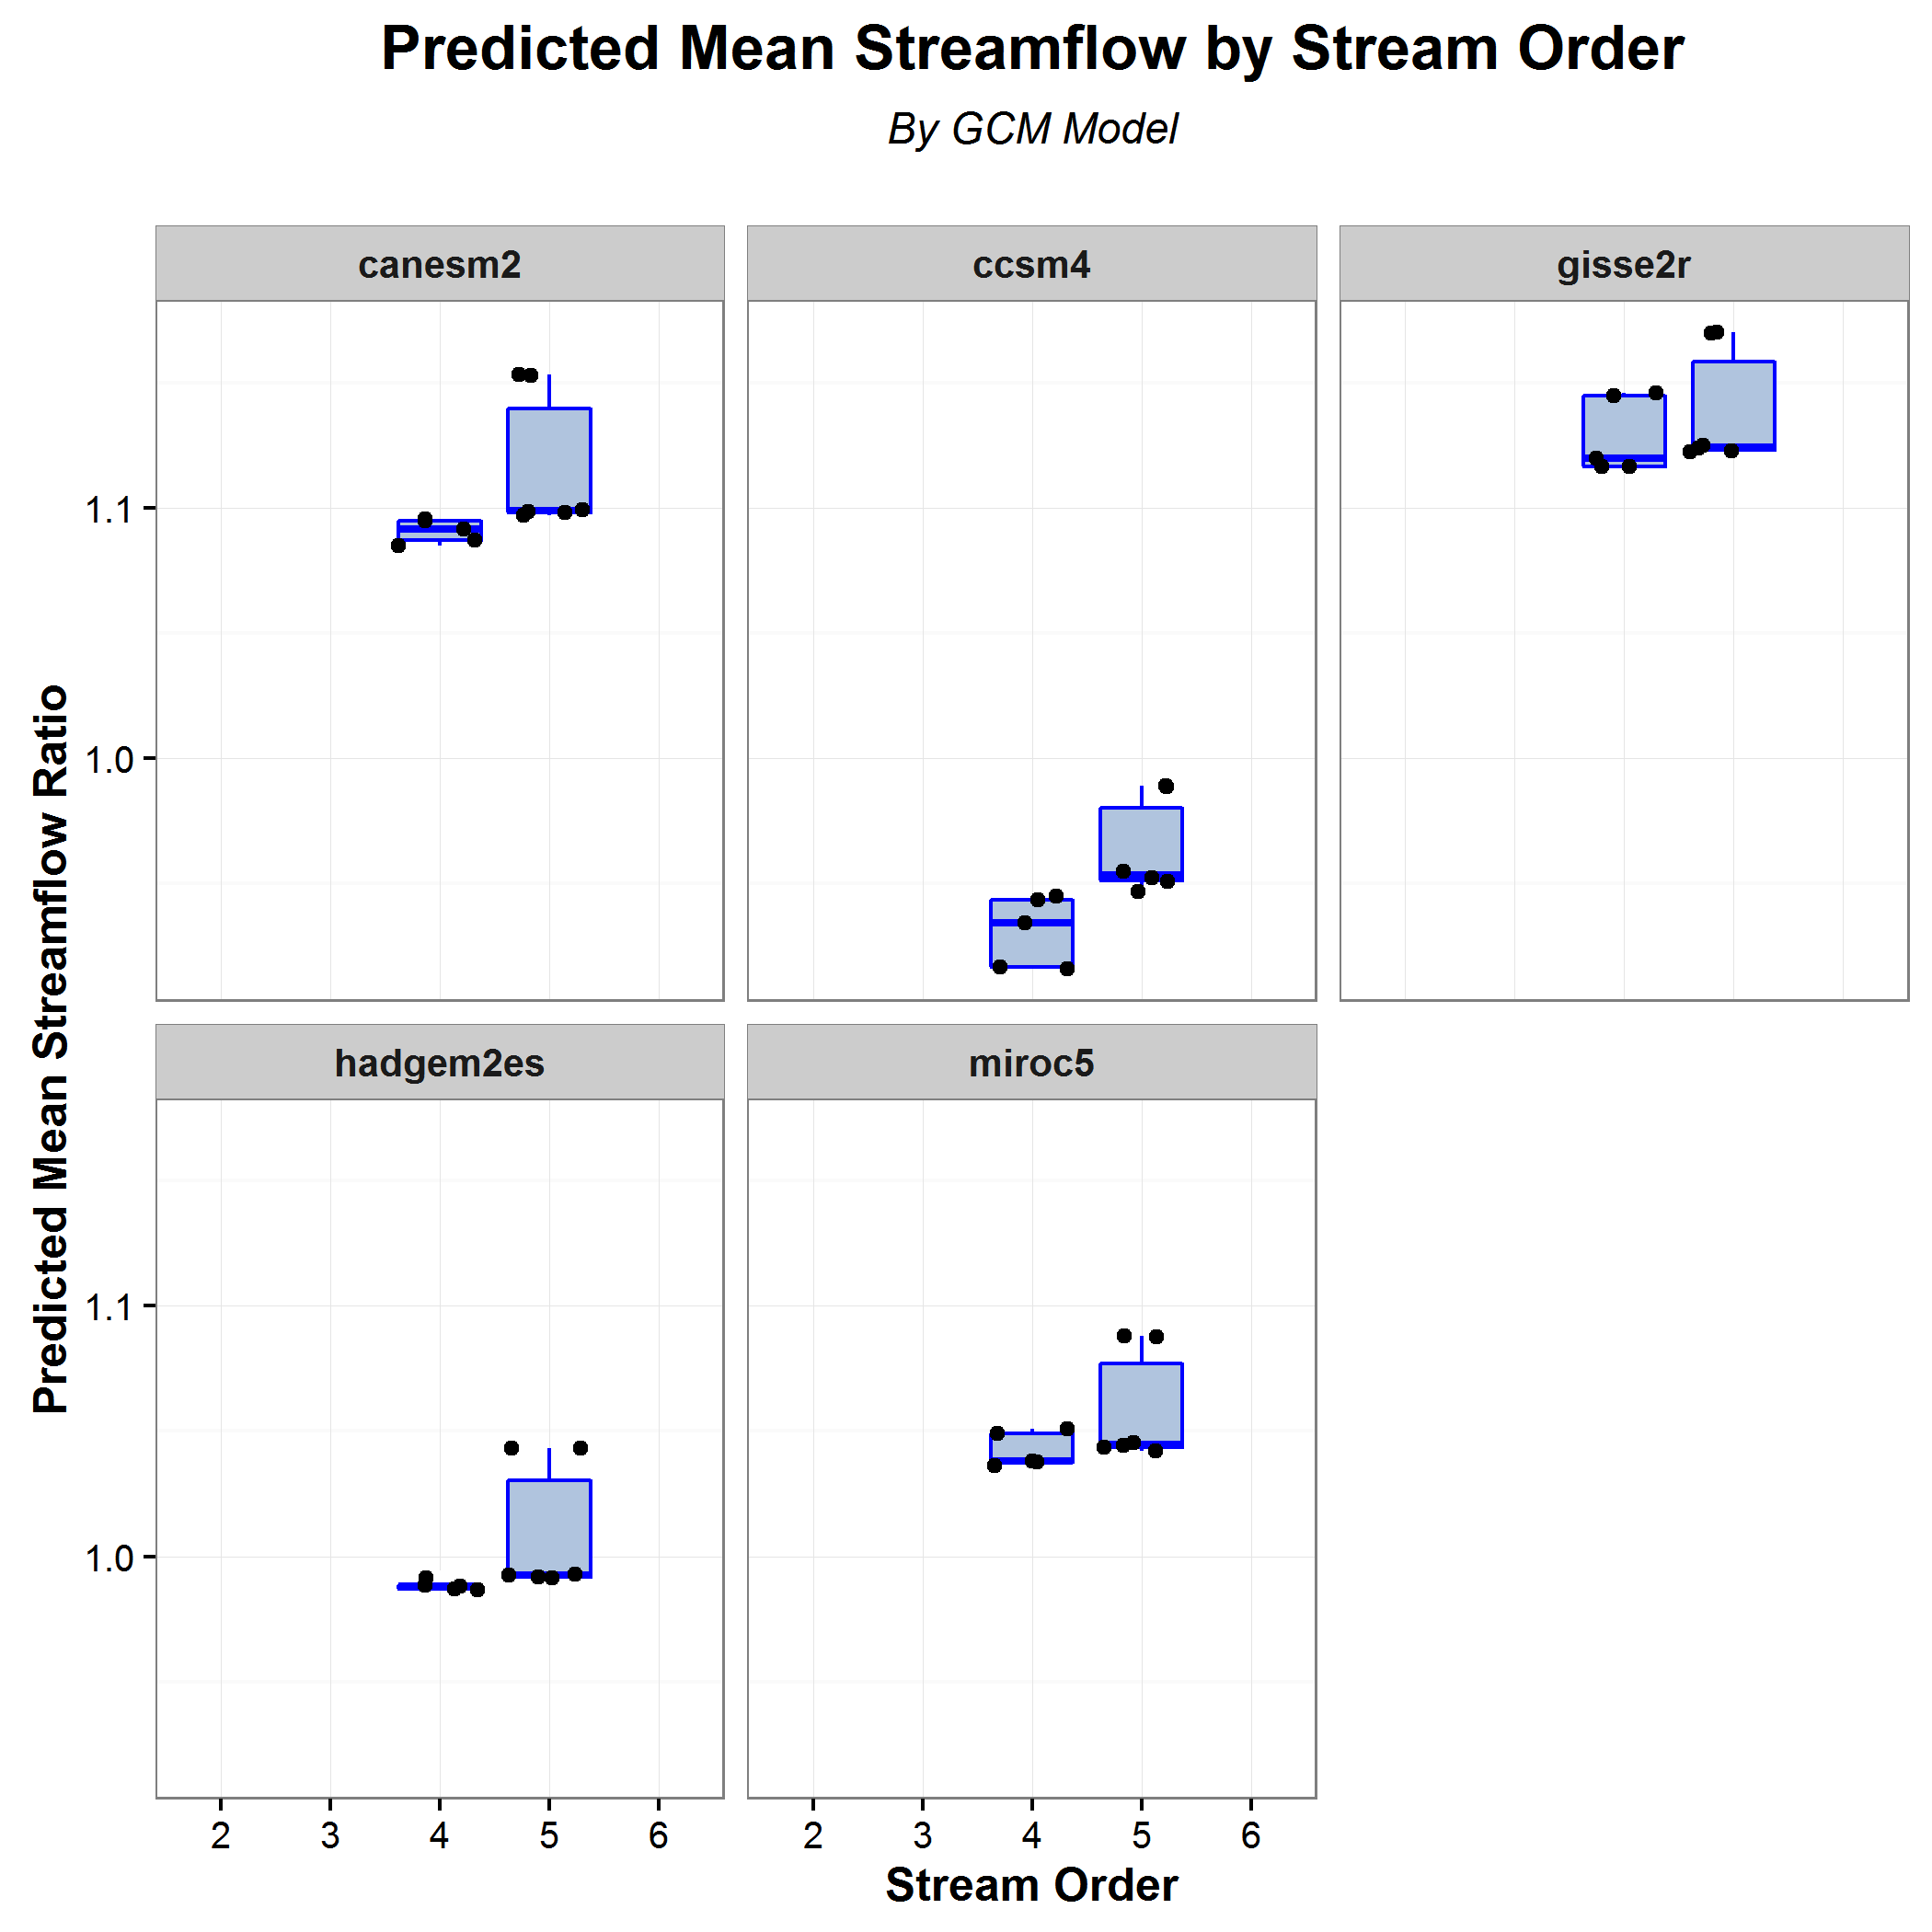 Predicted Mean Streamflow by Stream Order
By GCM Model
canesm2
ccsm4
gisse2r
Predicted Mean Streamflow Ratio
1.1
1.0
hadgem2es
miroc5
1.1
1.0
2 3 4 5 6
2 3 4 5 6
Stream Order